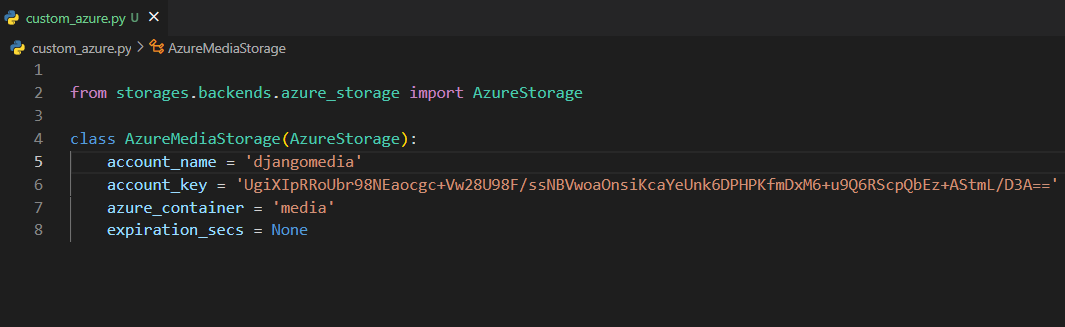 custom_azure.py U ×
custom_azure.py > AzureMediaStorage
1
2 from storages.backends.azure_storage import AzureStorage
3
4 class AzureMediaStorage(AzureStorage):
5 account_name = 'djangomedia'
6 account_key = 'UgiXIpRRoUbr98NEaocgc+Vw28U98F/ssNBVwoaOnsiKcaYeUnk6DPHPKfmDxM6+u9Q6RScpQbEz+AStmL/D3A=='
7 azure_container = 'media'
8 expiration_secs = None